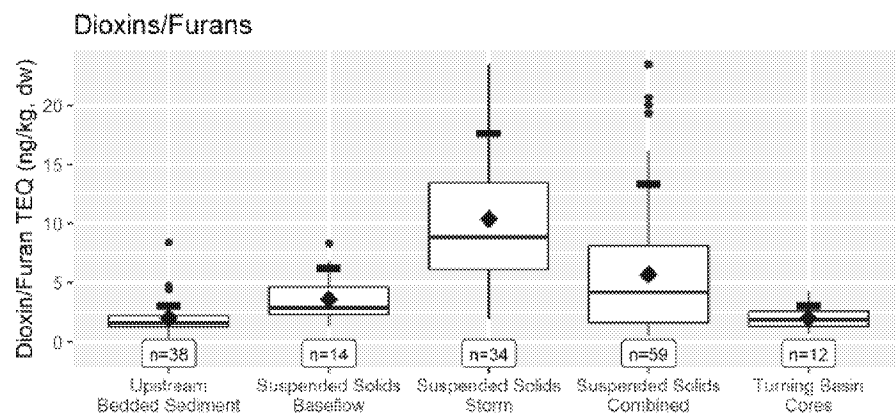 Dioxins/Furans
Dioxin/Furan TEQ (ng/kg, dw)
20
15
10
5
0
n=38
n=14
n=34
n=59
n=12
Upstream
Bedded Sediment
Suspended Solids
Baseflow
Suspended Solids
Storm
Suspended Solids
Combined
Turning Basin
Cores